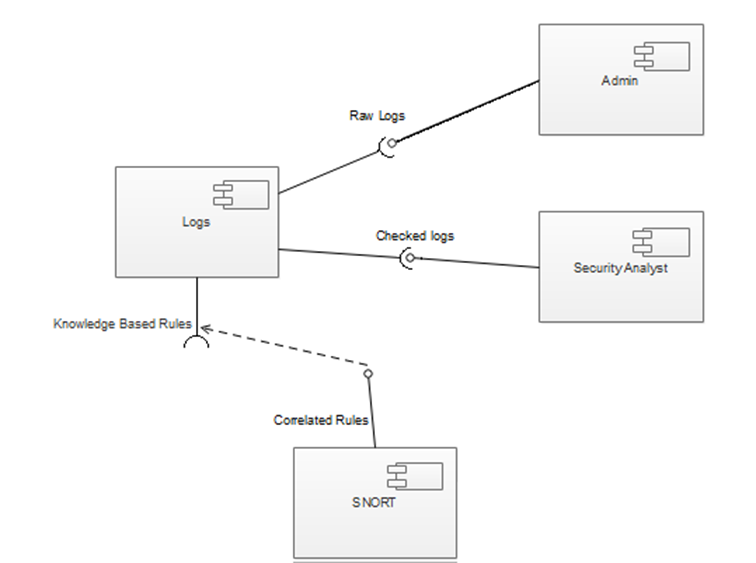 Admin
Raw Logs
Logs
Checked logs
Security Analyst
Knowledge Based Rules
Correlated Rules
SNORT